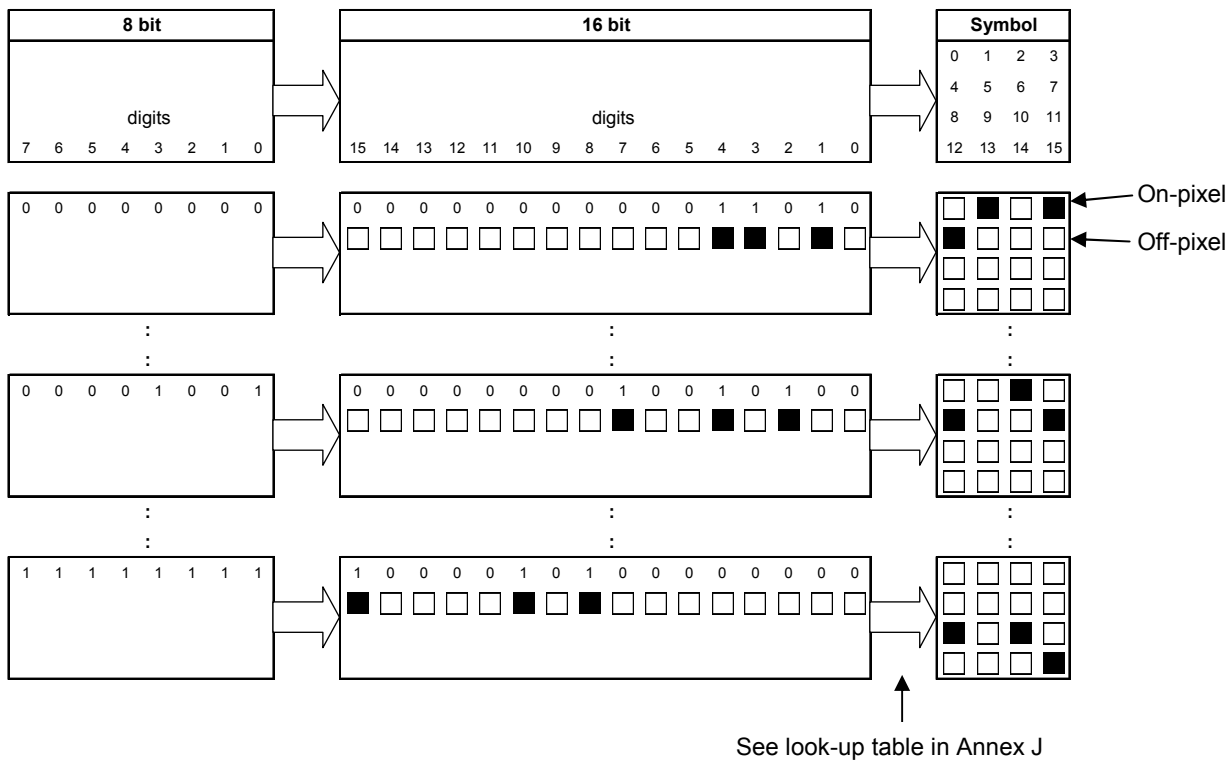 8 bit 16 bit Symbol
0 1 2 3
4 5 6 7
digits digits 8 9 10 11
7 6 5 4 3 2 1 0 15 14 13 12 11 10 9 8 7 6 5 4 3 2 1 0 12 13 14 15
On-pixel
0 0 0 0 0 0 0 0 0 0 0 0 0 0 0 0 0 0 0 1 1 0 1 0
Off-pixel
: : :
: : :
0 0 0 0 1 0 0 1 0 0 0 0 0 0 0 0 1 0 0 1 0 1 0 0
: : :
: : :
1 1 1 1 1 1 1 1 1 0 0 0 0 1 0 1 0 0 0 0 0 0 0 0
See look-up table in Annex J